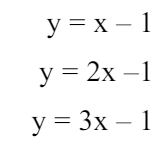 y = x – 1
y = 2x –1
y = 3x – 1